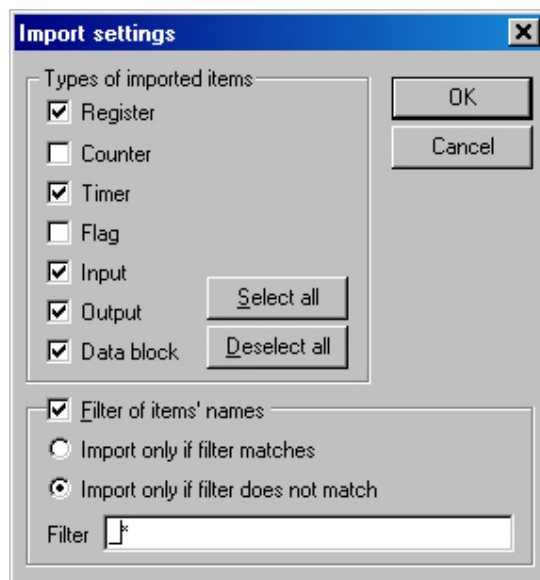 Import settings
Types of imported items
Register
Counter
Timer
Flag
Input
Output
Data block
Select all
Deselect all
OK
Cancel
Filter of items' names
Import only if filter matches
Import only if filter does not match
Filter _*